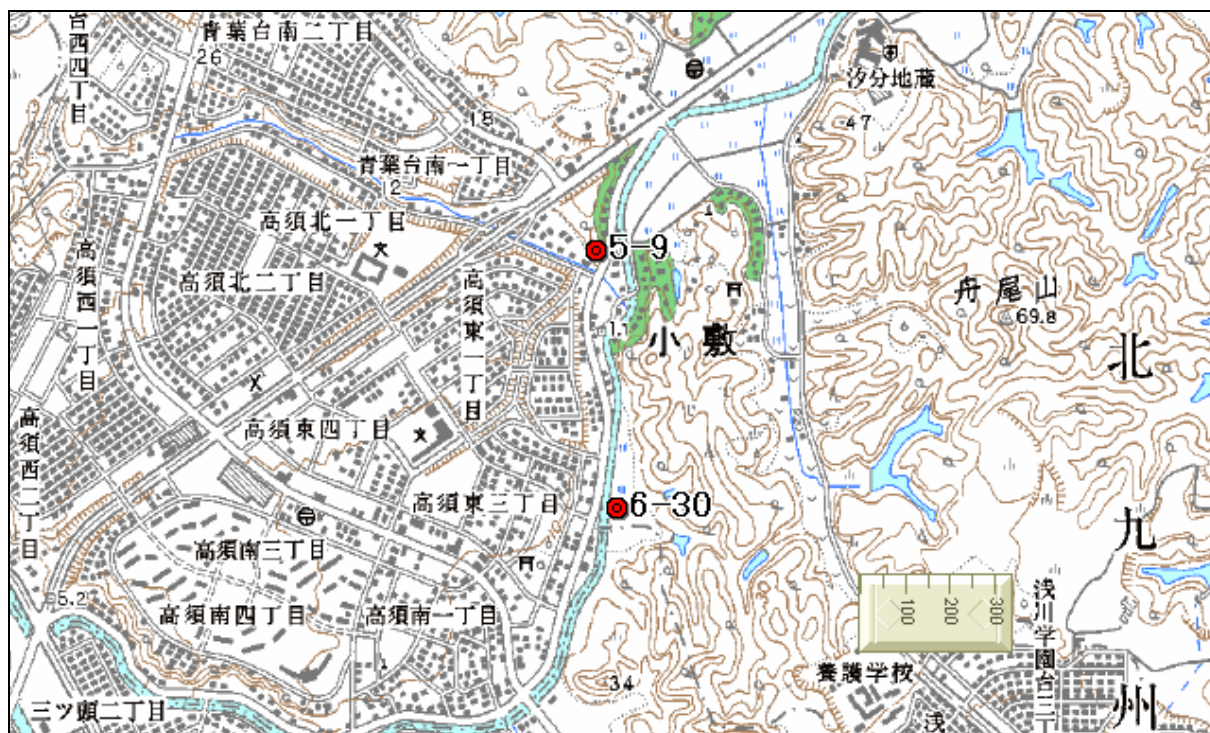 台西四丁目
青葉台南二丁目
26
汐分地蔵
47
18
青葉台南一丁目
12
高須北一丁目
5-9
高須西一丁目
高須北二丁目
高須東一丁目
舟尾山
69.8
1.1
小敷
北
高須東四丁目
高須西二丁目
高須東三丁目
6-30
九
高須南三丁目
100
200
300
浅川学園台三丁
5.2
高須南四丁目
高須南一丁目
養護学校
34
三ツ頭二丁目
浅
州